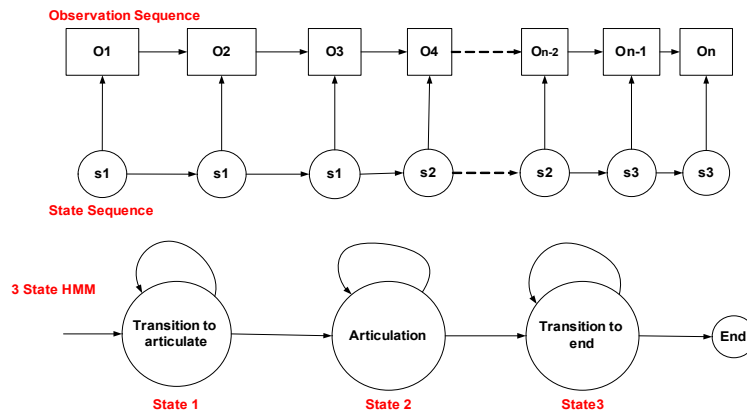 Observation Sequence
O1 O2 O3 O4 On-2 On-1 On
s1 s1 s1 s2 s2 s3 s3
State Sequence
3 State HMM
Transition to
articulate
Articulation
Transition to
end
End
State 1 State 2 State3